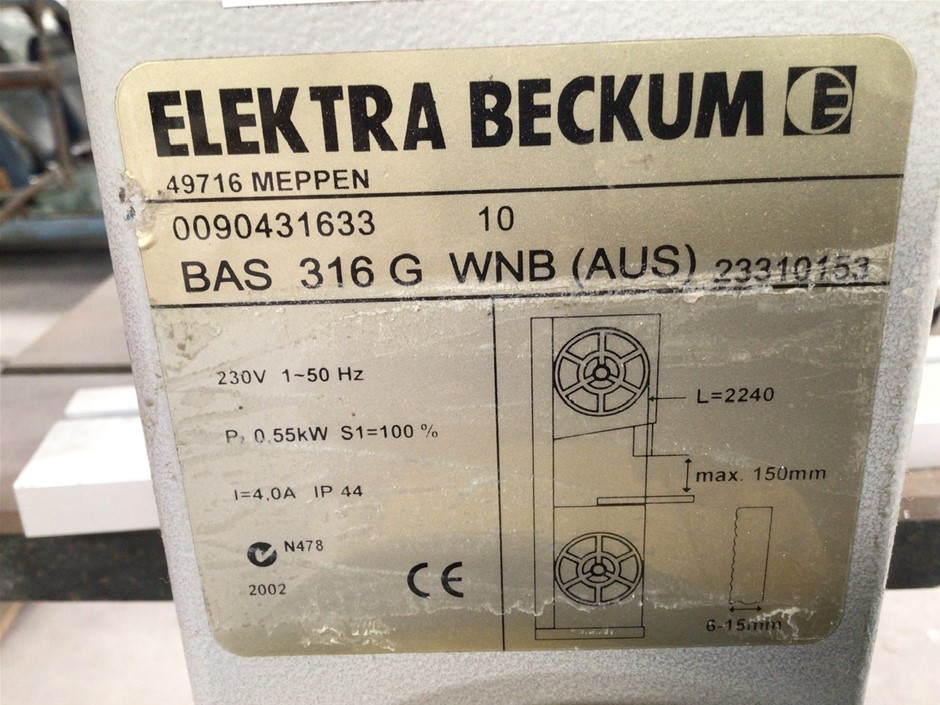 ELEKTRA BECKUM E
49716 MEPPEN
0090431633 10
BAS 316 G WNB (AUS) 23310153
230V 1~50 Hz
P₂ 0,55kW S1=100 %
I=4,0A IP 44
N478
2002
CE
L=2240
max. 150mm
6-15mm